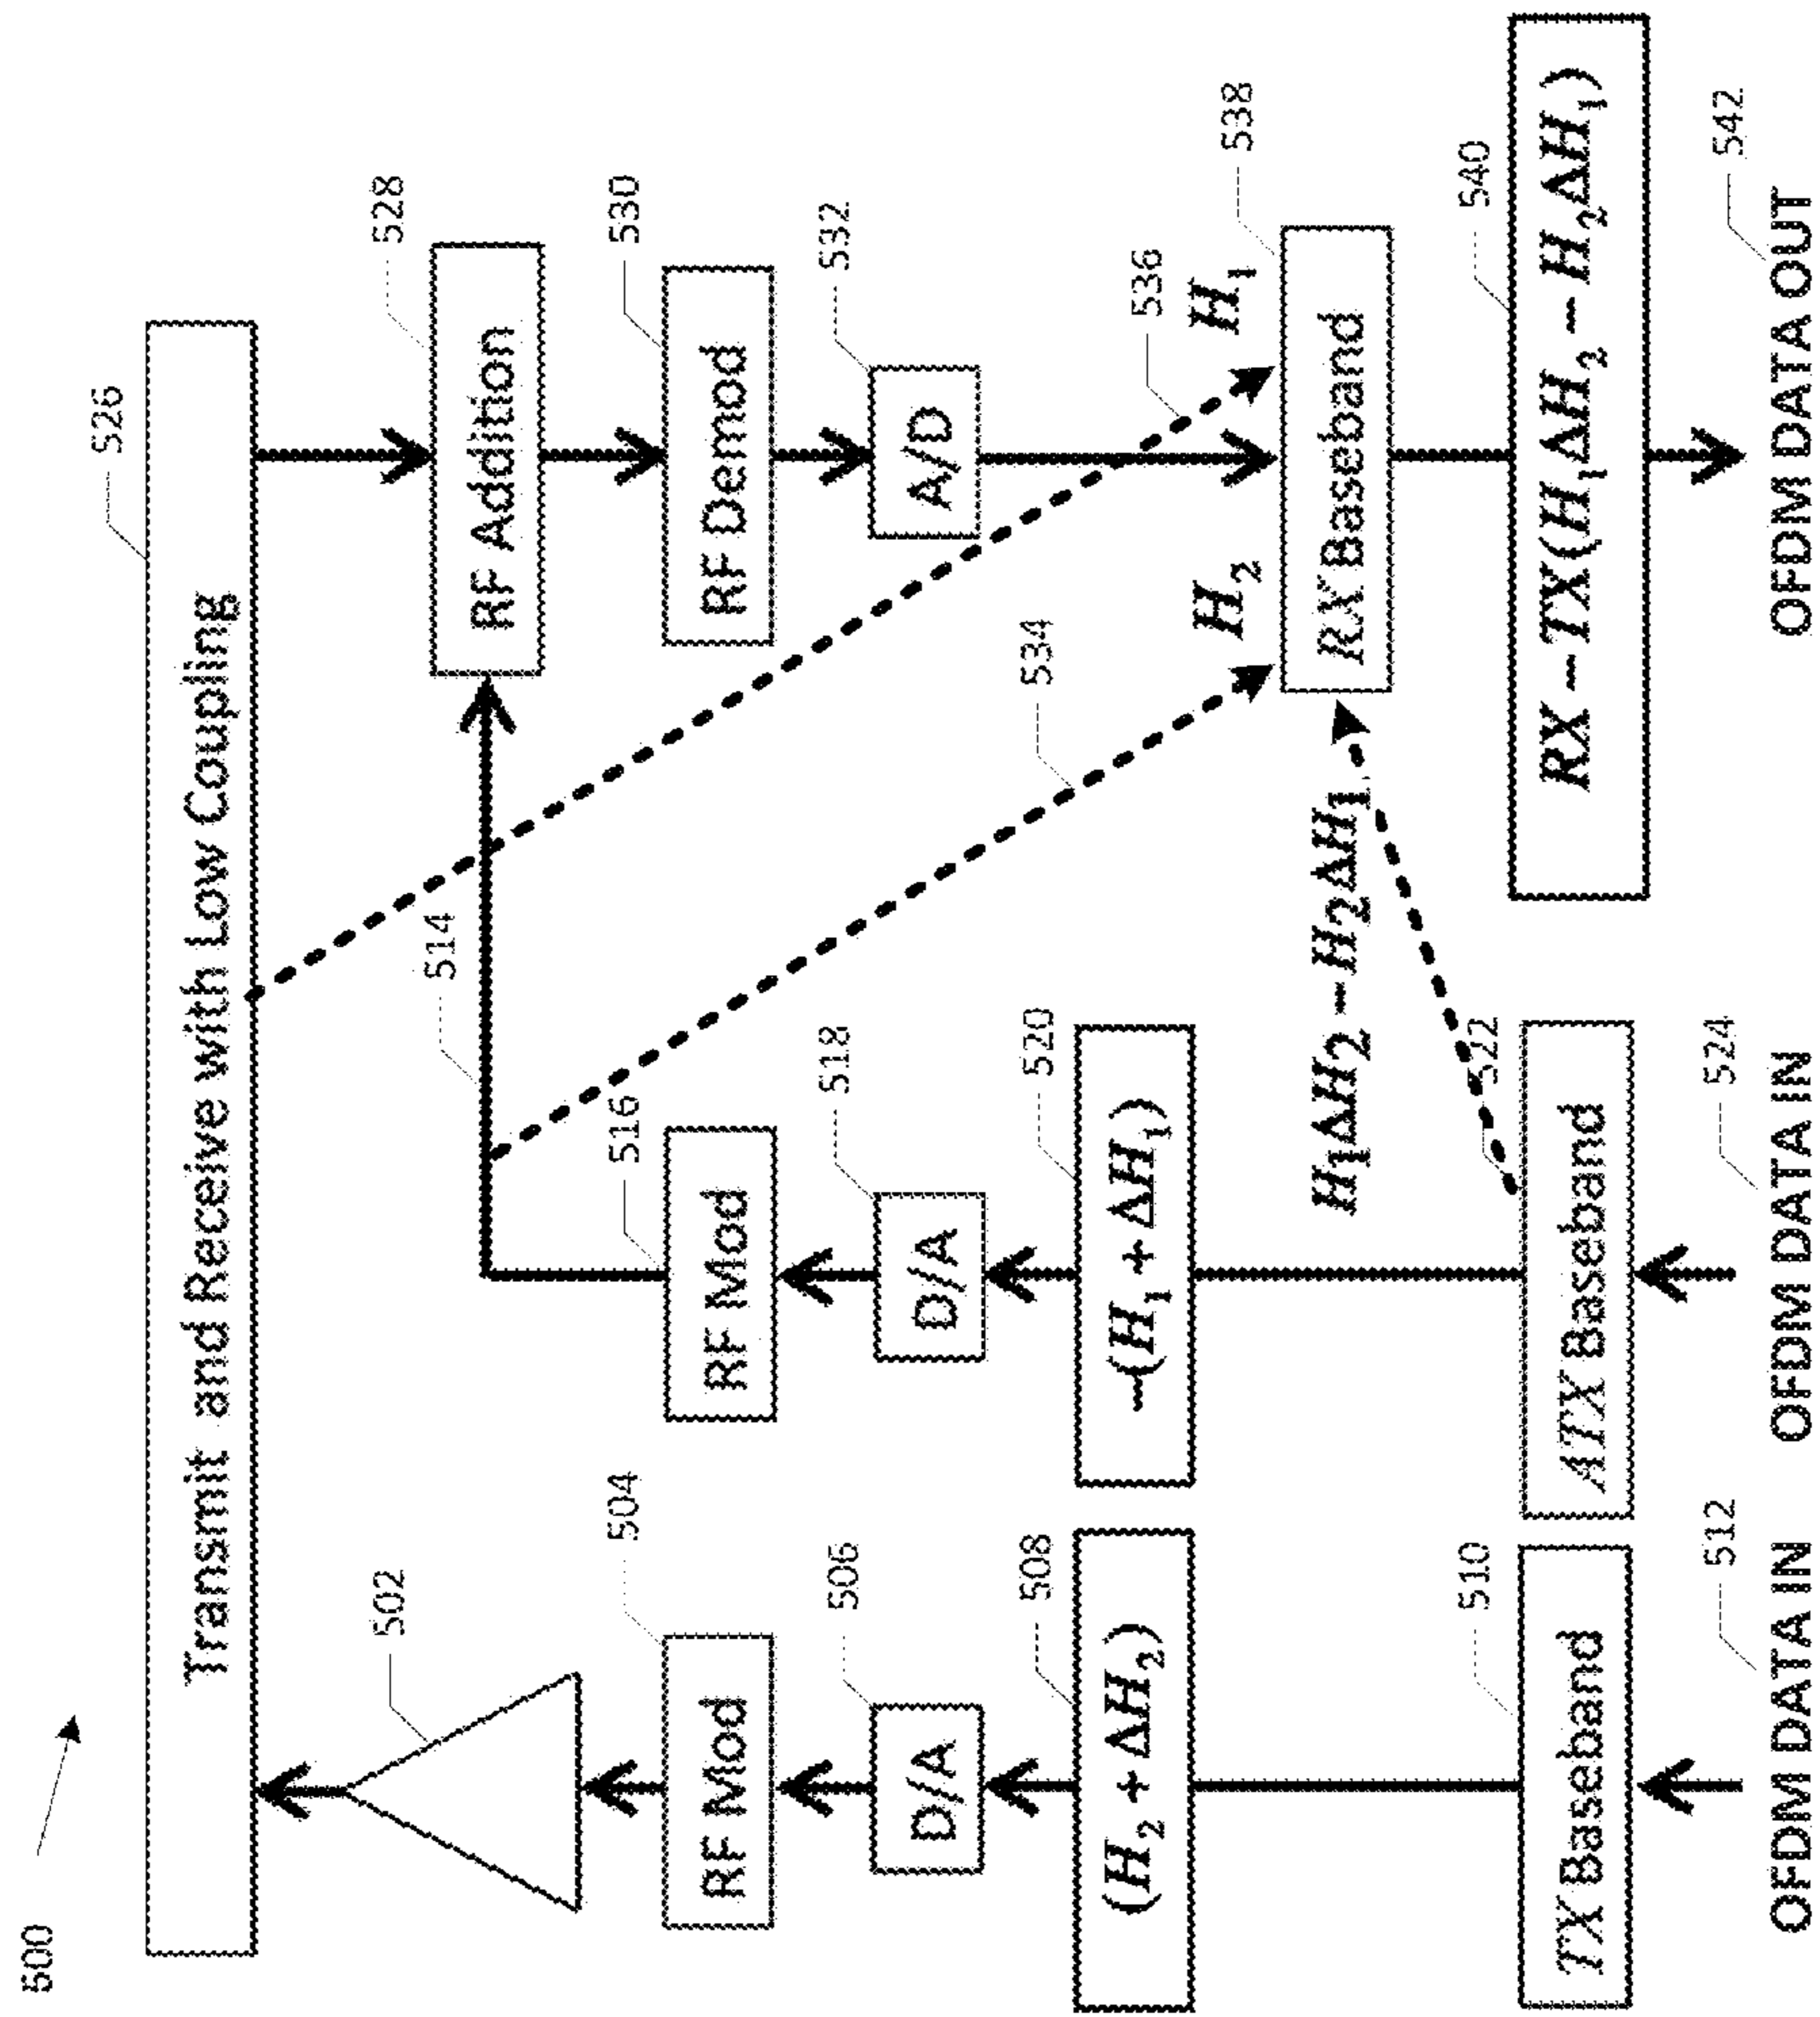 500
526
Transmit and Receive with Low Coupling
502
514
528
RF Addition
504
RF Mod
516
RF Mod
530
RF Demod
506
D/A
518
D/A
532
A/D
508
(H₂ + ΔH₂)
520
-(H₁ + ΔH₁)
534
536
H₂
H₁
538
RX Baseband
H₁ΔH₂ - H₂ΔH₁
510
TX Baseband
522
ATX Baseband
540
RX - TX(H₁ΔH₂ - H₂ΔH₁)
512
OFDM DATA IN
524
OFDM DATA IN
542
OFDM DATA OUT